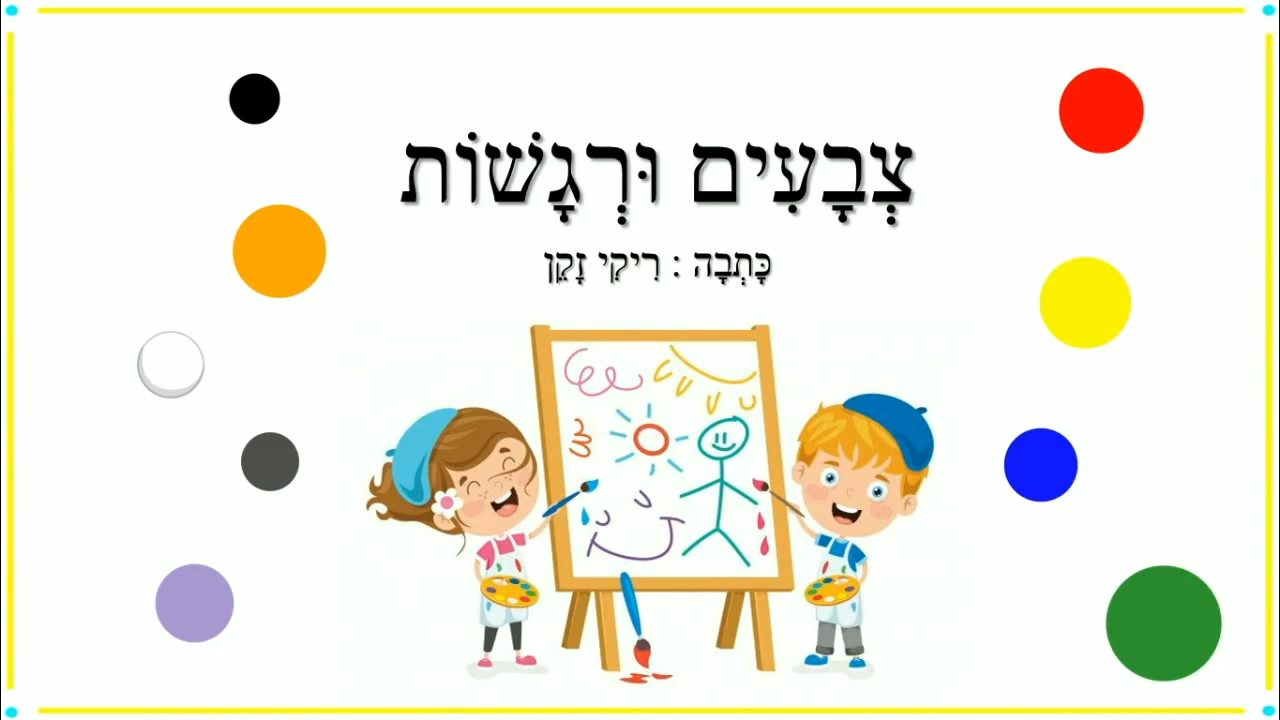 צְבָעִים וּרְגָשׁוֹת
כָּתְבָה : רִיקִי זָקֵן